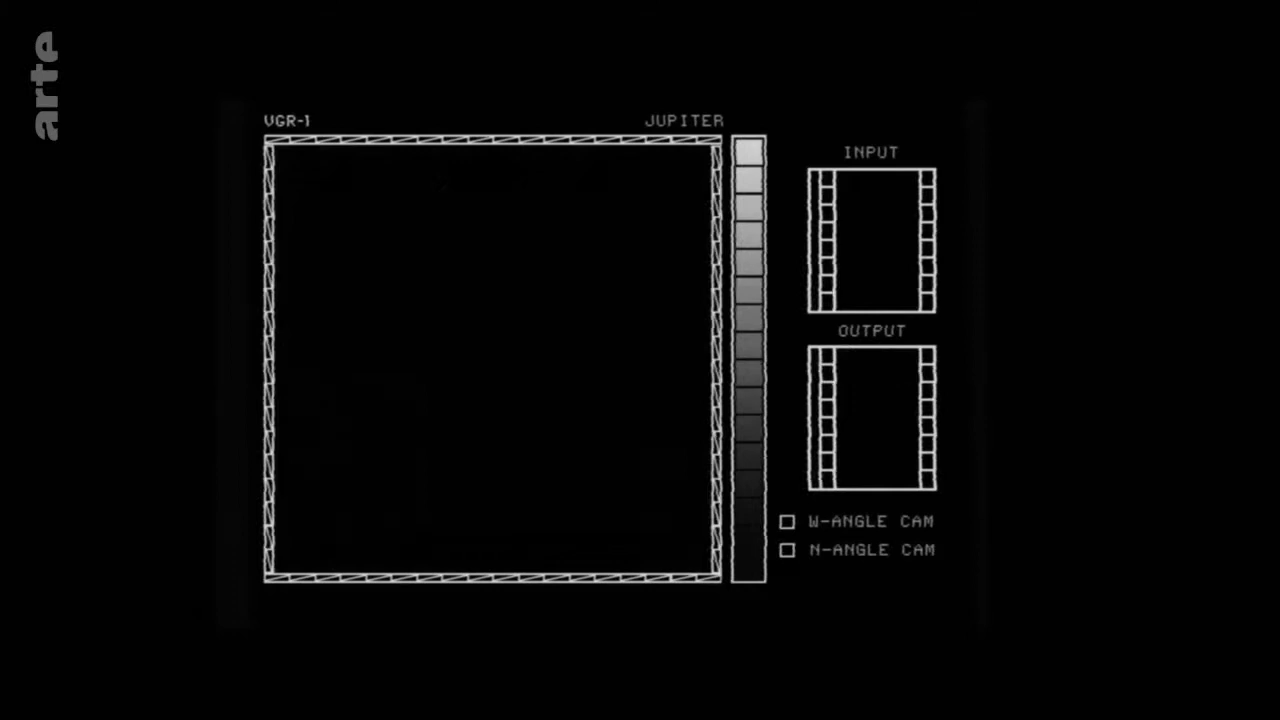 arte
VGR-1
JUPITER
INPUT
OUTPUT
W-ANGLE CAM
N-ANGLE CAM